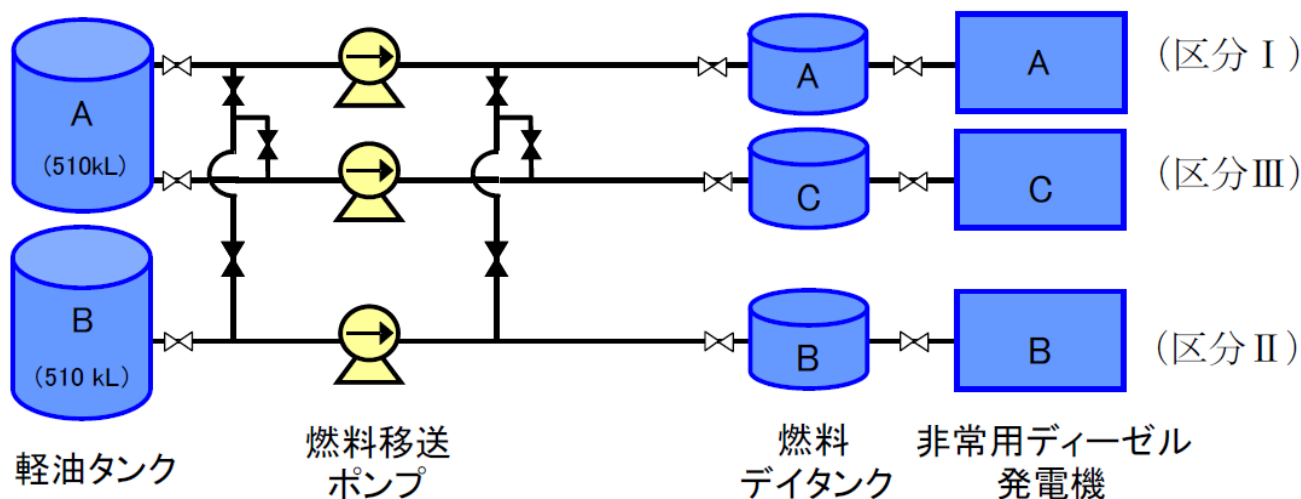 A
(510kL)
A
A
(区分Ⅰ)
C
C
(区分Ⅲ)
B
(510 kL)
B
B
(区分Ⅱ)
軽油タンク
燃料移送
ポンプ
燃料
デイタンク
非常用ディーゼル
発電機